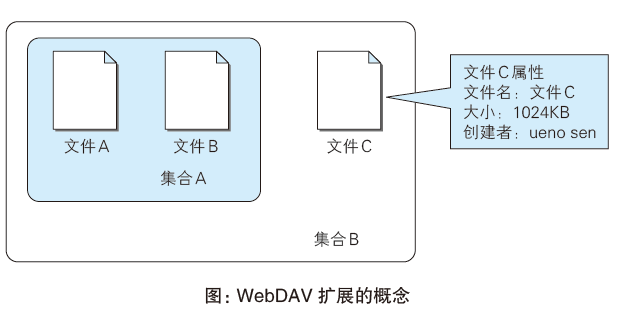 文件A
文件B
文件C
集合A
集合B
文件C属性
文件名：文件C
大小：1024KB
创建者：ueno sen
图：WebDAV 扩展的概念